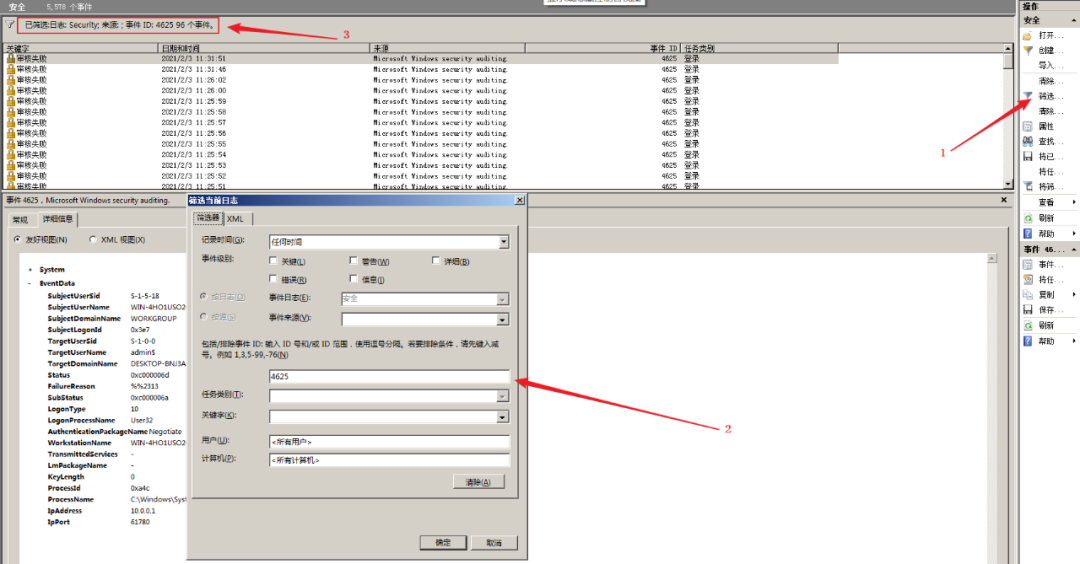 安全 5,578 个事件
已筛选:日志: Security; 来源: ; 事件 ID: 4625 96 个事件。
3
关键字 日期和时间 来源 事件 ID 任务类别
审核失败 2021/2/3 11:31:51 Microsoft Windows security auditing. 4625 登录
审核失败 2021/2/3 11:31:46 Microsoft Windows security auditing. 4625 登录
审核失败 2021/2/3 11:26:02 Microsoft Windows security auditing. 4625 登录
审核失败 2021/2/3 11:26:00 Microsoft Windows security auditing. 4625 登录
审核失败 2021/2/3 11:25:59 Microsoft Windows security auditing. 4625 登录
审核失败 2021/2/3 11:25:58 Microsoft Windows security auditing. 4625 登录
审核失败 2021/2/3 11:25:57 Microsoft Windows security auditing. 4625 登录
审核失败 2021/2/3 11:25:56 Microsoft Windows security auditing. 4625 登录
审核失败 2021/2/3 11:25:55 Microsoft Windows security auditing. 4625 登录
审核失败 2021/2/3 11:25:54 Microsoft Windows security auditing. 4625 登录
审核失败 2021/2/3 11:25:53 Microsoft Windows security auditing. 4625 登录
审核失败 2021/2/3 11:25:52 Microsoft Windows security auditing. 4625 登录
审核失败 2021/2/3 11:25:51 Microsoft Windows security auditing. 4625 登录
事件 4625，Microsoft Windows security auditing.
常规 详细信息
友好视图(N) XML 视图(X)
+ System
- EventData
SubjectUserSid S-1-5-18
SubjectUserName WIN-4HO1USO2
SubjectDomainName WORKGROUP
SubjectLogonId 0x3e7
TargetUserSid S-1-0-0
TargetUserName admin$
TargetDomainName DESKTOP-BNJ3A
Status 0xc000006d
FailureReason %%2313
SubStatus 0xc000006a
LogonType 10
LogonProcessName User32
AuthenticationPackageName Negotiate
WorkstationName WIN-4HO1USO2
TransmittedServices -
LmPackageName -
KeyLength 0
ProcessId 0xa4c
ProcessName C:\Windows\Sys
IpAddress 10.0.0.1
IpPort 61780
筛选当前日志
筛选器 XML
记录时间(G): 任何时间
事件级别: 关键(L) 警告(W) 详细(B)
错误(R) 信息(I)
按日志(O) 事件日志(E): 安全
按源(S) 事件来源(V):
包括/排除事件 ID: 输入 ID 号和/或 ID 范围，使用逗号分隔。若要排除条件，请先键入减
号。例如 1,3,5-99,-76(N)
4625
任务类别(T):
关键字(K):
用户(U): <所有用户>
计算机(P): <所有计算机>
清除(A)
确定 取消
2
1
操作
安全
打开...
创建...
导入...
清除...
筛选...
清除...
属性
查找...
将已...
将任...
将筛...
查看
刷新
帮助
事件 46...
事件...
将任...
复制
保存...
刷新
帮助